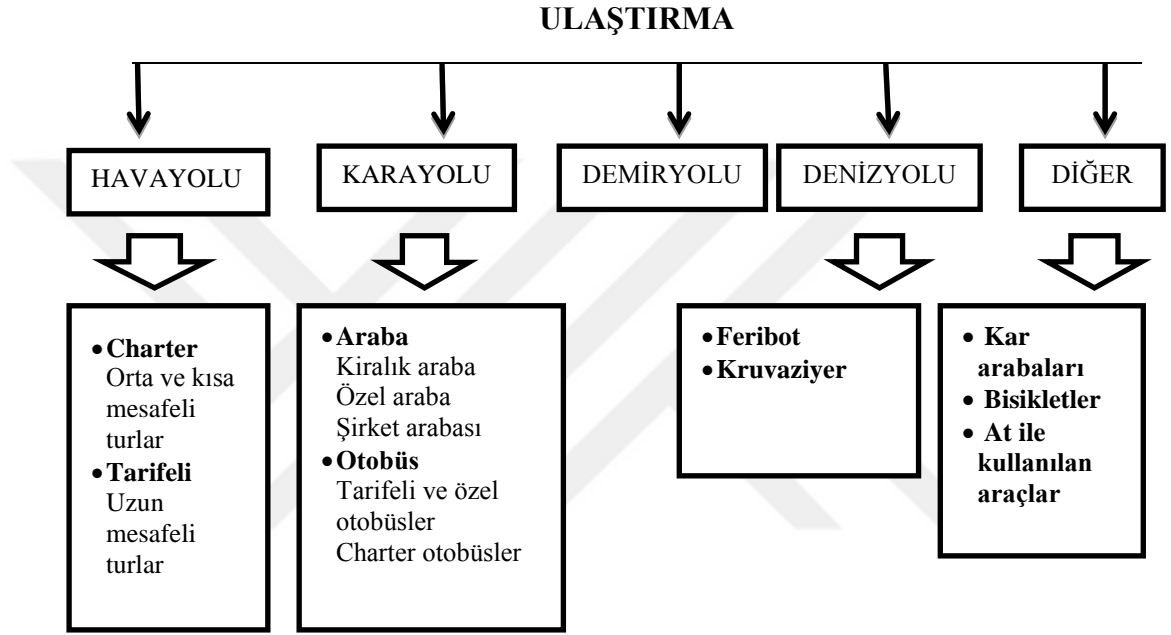 ULAŞTIRMA
HAVAYOLU
KARAYOLU
DEMİRYOLU
DENİZYOLU
DİĞER
•Charter
Orta ve kısa
mesafeli
turlar
•Tarifeli
Uzun
mesafeli
turlar
•Araba
Kiralık araba
Özel araba
Şirket arabası
•Otobüs
Tarifeli ve özel
otobüsler
Charter otobüsler
•Feribot
•Kruvaziyer
• Kar
arabaları
• Bisikletler
• At ile
kullanılan
araçlar